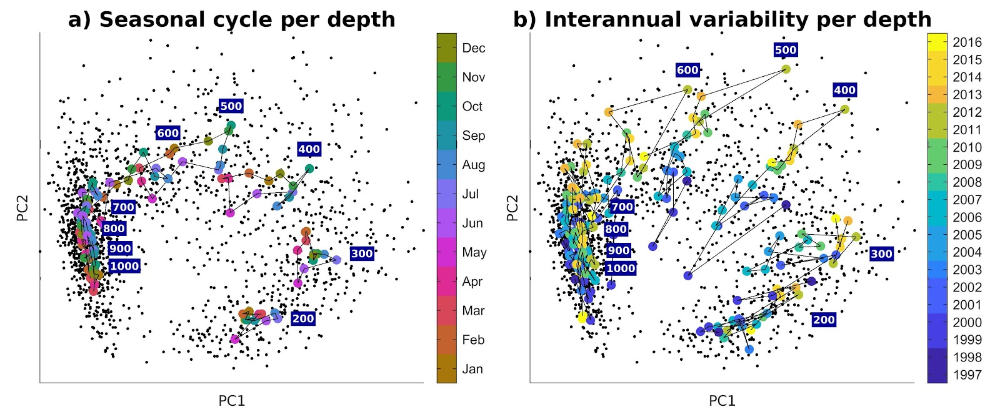 a) Seasonal cycle per depth
PC2
500
600
400
700
800
300
900
1000
200
PC1
Dec
Nov
Oct
Sep
Aug
Jul
Jun
May
Apr
Mar
Feb
Jan
b) Interannual variability per depth
PC2
500
600
400
700
800
900
300
1000
200
PC1
2016
2015
2014
2013
2012
2011
2010
2009
2008
2007
2006
2005
2004
2003
2002
2001
2000
1999
1998
1997